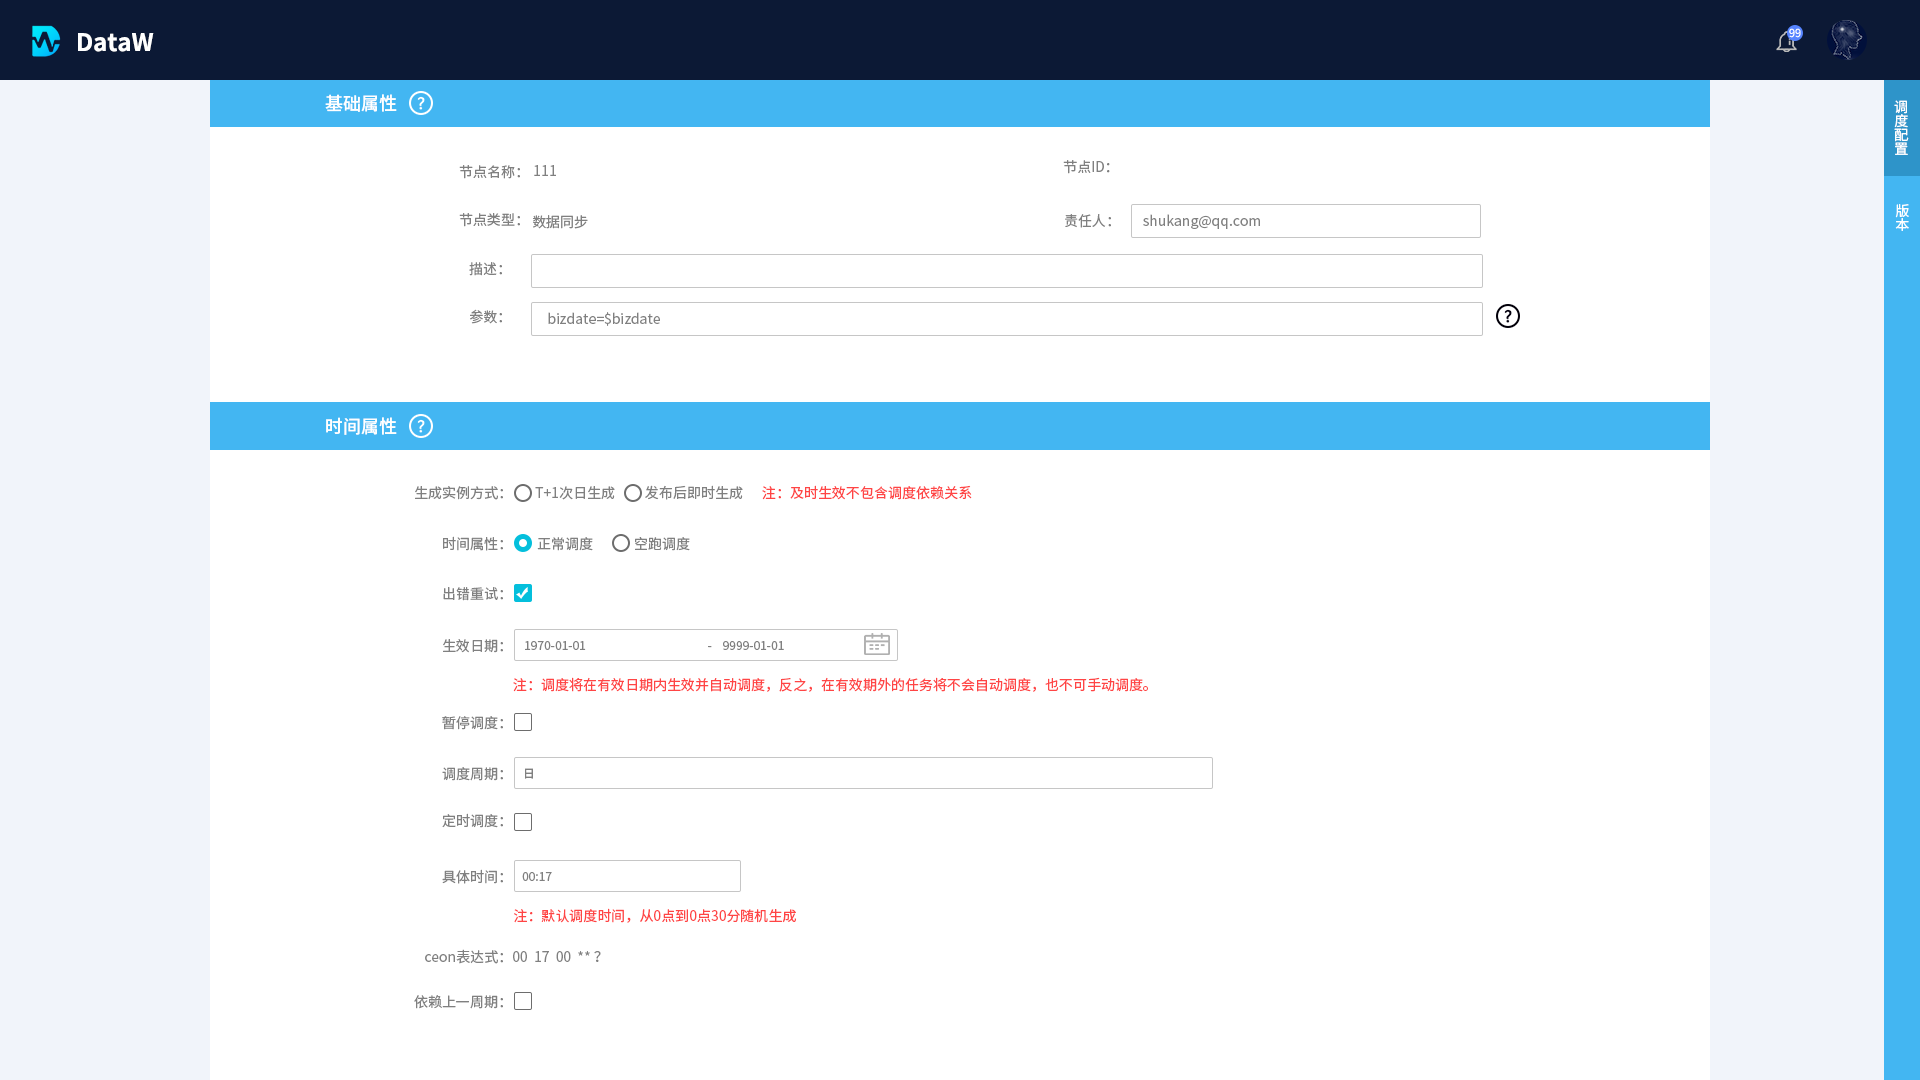 DataW
99
基础属性 ?
节点名称： 111
节点ID：
节点类型： 数据同步
责任人： shukang@qq.com
描述：
参数： bizdate=$bizdate ?
时间属性 ?
生成实例方式： T+1次日生成 发布后即时生成 注：及时生效不包含调度依赖关系
时间属性： 正常调度 空跑调度
出错重试：
生效日期： 1970-01-01 - 9999-01-01
注：调度将在有效日期内生效并自动调度，反之，在有效期外的任务将不会自动调度，也不可手动调度。
暂停调度：
调度周期： 日
定时调度：
具体时间： 00:17
注：默认调度时间，从0点到0点30分随机生成
ceon表达式： 00 17 00 ** ?
依赖上一周期：
调度配置
版本